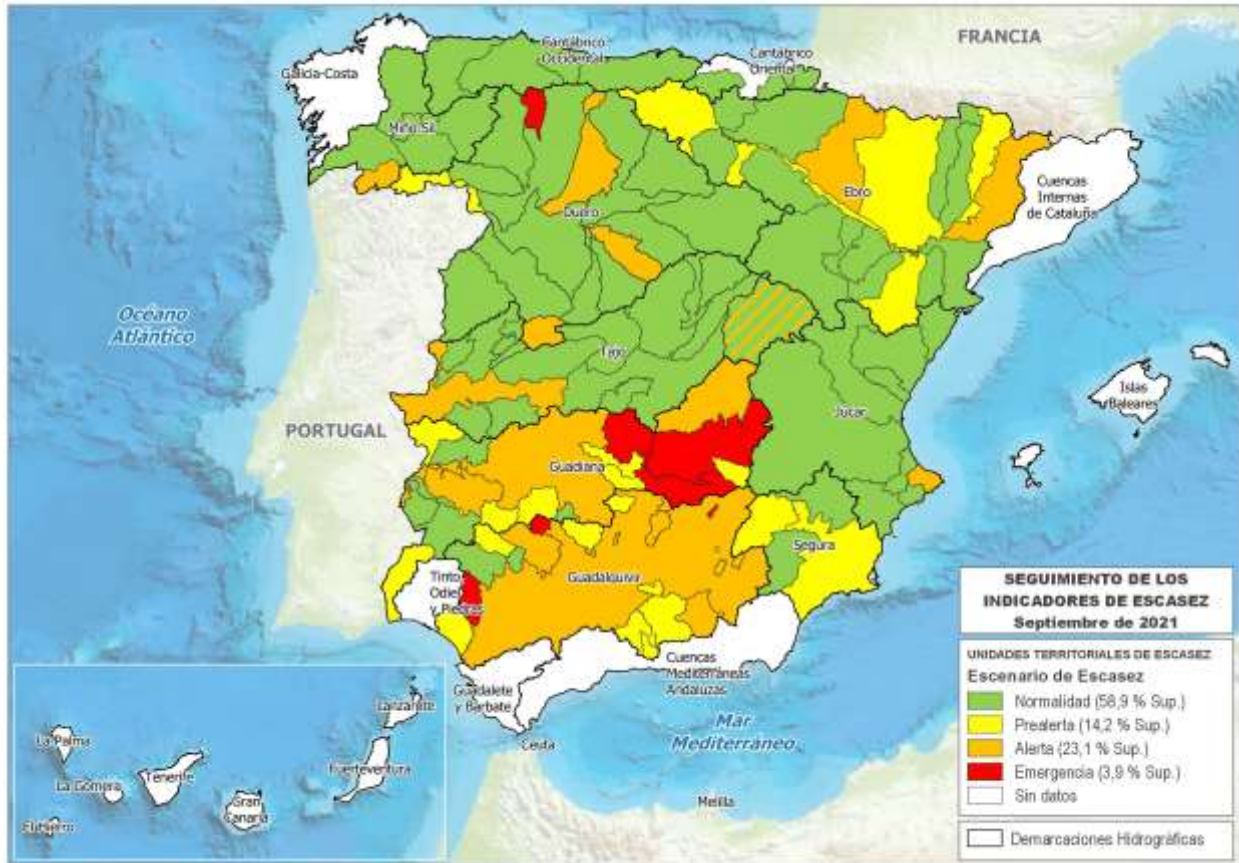 FRANCIA
Cantábrico
Occidental
Cantábrico
Oriental
Galicia-Costa
Miño-Sil
Ebro
Cuencas
Internas
de Cataluña
Duero
Océano
Atlántico
Tajo
Islas
Baleares
Júcar
PORTUGAL
Guadiana
Segura
Guadalquivir
Tinto
Odiel
y Piedras
Cuencas
Mediterráneas
Andaluzas
Guadalete
y Barbate
Mar
Mediterráneo
Ceuta
Melilla
Lanzarote
La Palma
Fuerteventura
Tenerife
La Gomera
Gran
Canaria
El Hierro
SEGUIMIENTO DE LOS
INDICADORES DE ESCASEZ
Septiembre de 2021
UNIDADES TERRITORIALES DE ESCASEZ
Escenario de Escasez
Normalidad (58,9 % Sup.)
Prealerta (14,2 % Sup.)
Alerta (23,1 % Sup.)
Emergencia (3,9 % Sup.)
Sin datos
Demarcaciones Hidrográficas